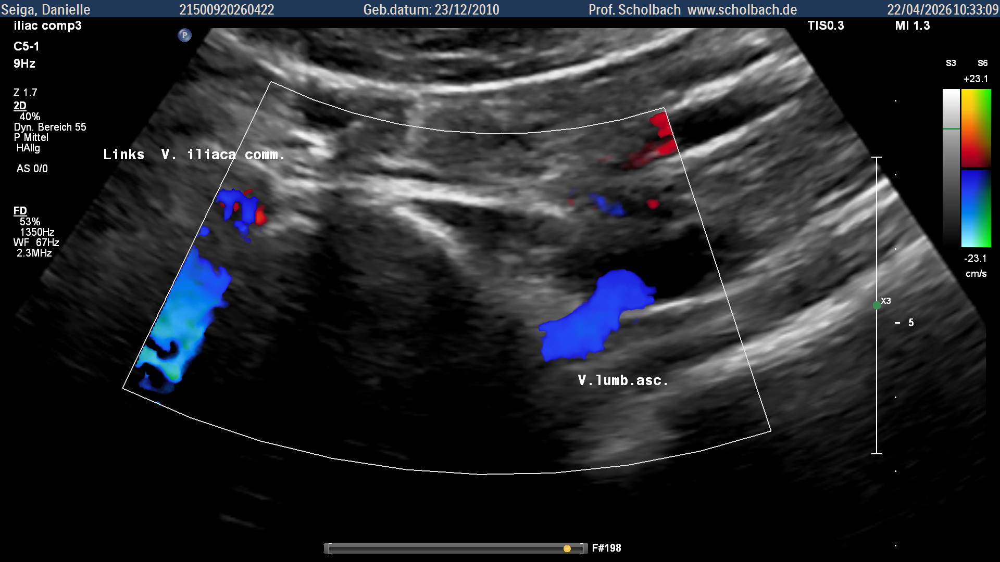 Seiga, Danielle 21500920260422 Geb.datum: 23/12/2010 Prof. Scholbach www.scholbach.de 22/04/2026 10:33:09
iliac comp3 TIS0.3 MI 1.3
P
C5-1
9Hz
Z 1.7
2D
40%
Dyn. Bereich 55
P Mittel
HAllg
AS 0/0
FD
53%
1350Hz
WF 67Hz
2.3MHz
S3 S6
+23.1
-23.1
cm/s
Links V. iliaca comm.
X3
5
V.lumb.asc.
F#198